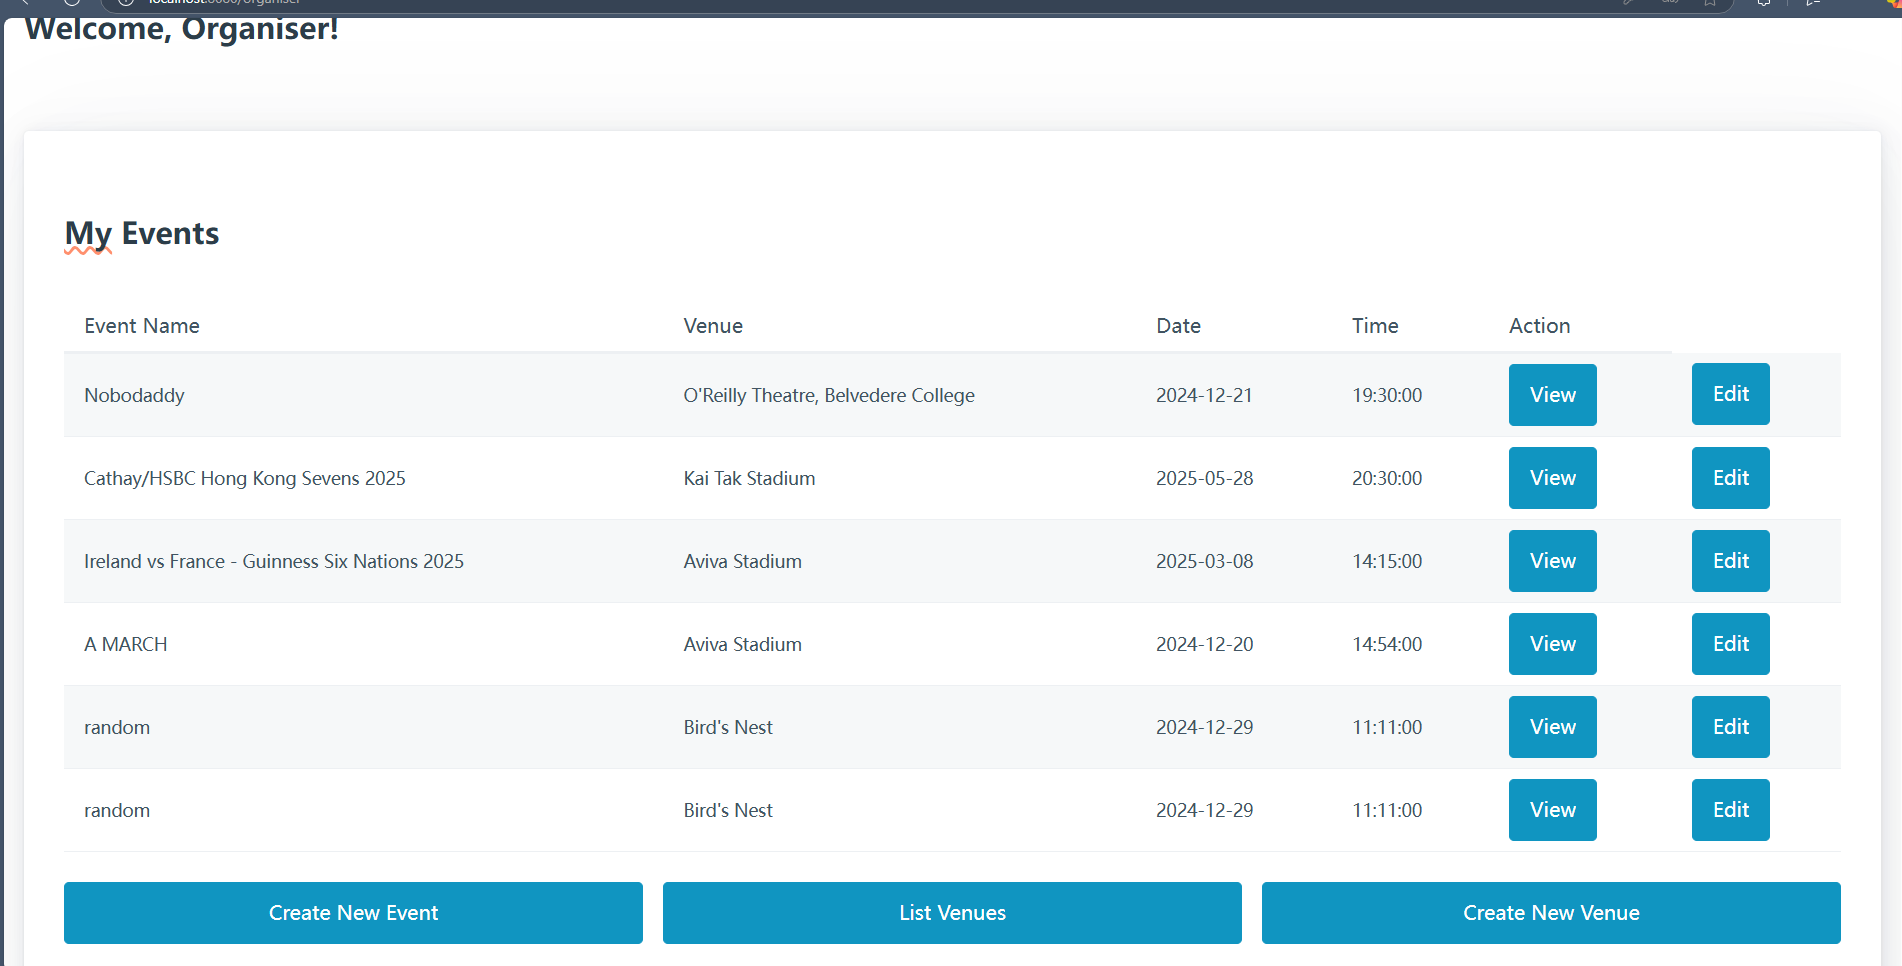 Welcome, Organiser!
My Events
Event Name Venue Date Time Action
Nobodaddy O'Reilly Theatre, Belvedere College 2024-12-21 19:30:00 View Edit
Cathay/HSBC Hong Kong Sevens 2025 Kai Tak Stadium 2025-05-28 20:30:00 View Edit
Ireland vs France - Guinness Six Nations 2025 Aviva Stadium 2025-03-08 14:15:00 View Edit
A MARCH Aviva Stadium 2024-12-20 14:54:00 View Edit
random Bird's Nest 2024-12-29 11:11:00 View Edit
random Bird's Nest 2024-12-29 11:11:00 View Edit
Create New Event List Venues Create New Venue